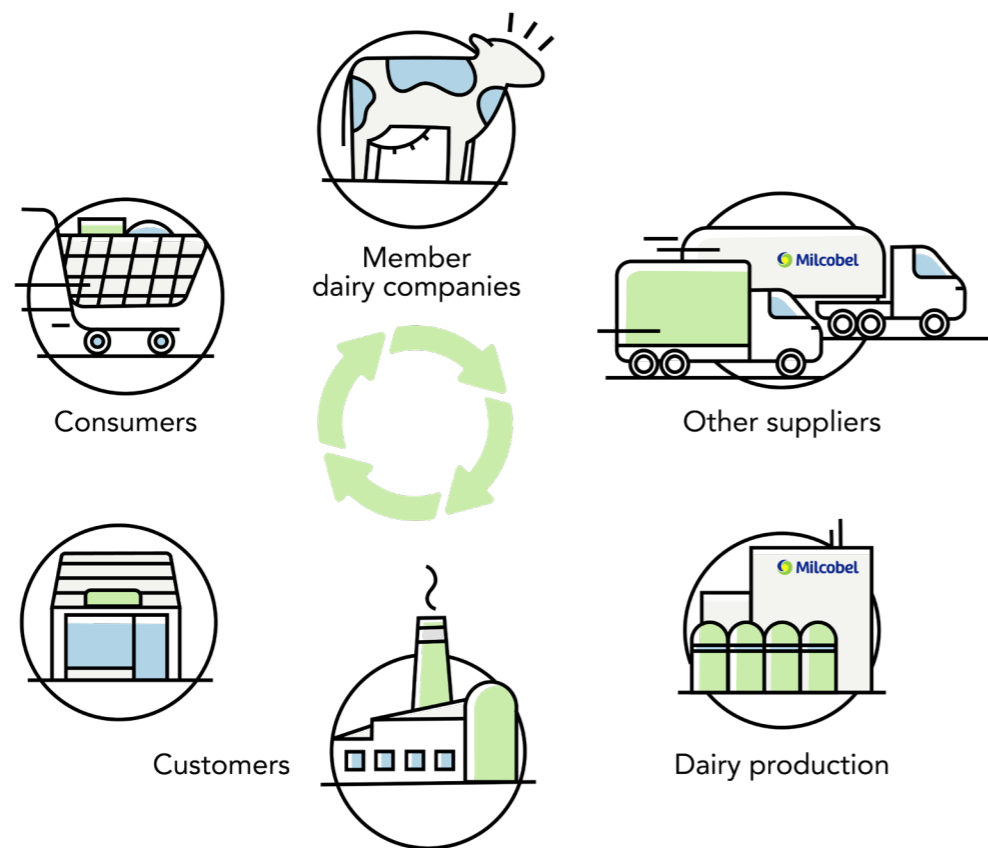 Member
dairy companies
Milcobel
Consumers
Other suppliers
Milcobel
Customers
Dairy production